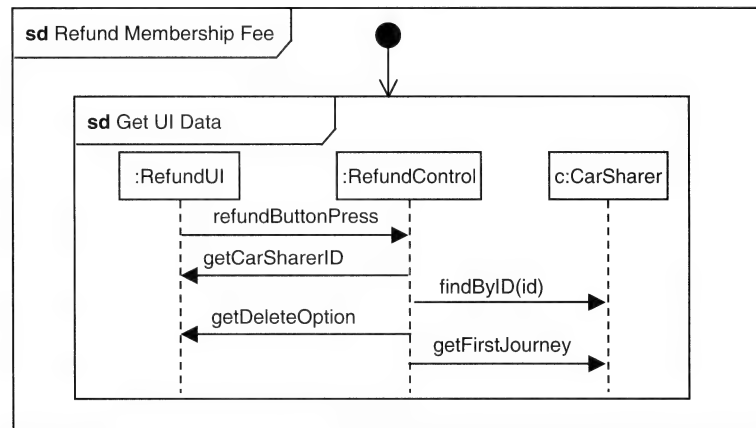 sd Refund Membership Fee
sd Get UI Data
:RefundUI
:RefundControl
c:CarSharer
refundButtonPress
getCarSharerID
findByID(id)
getDeleteOption
getFirstJourney